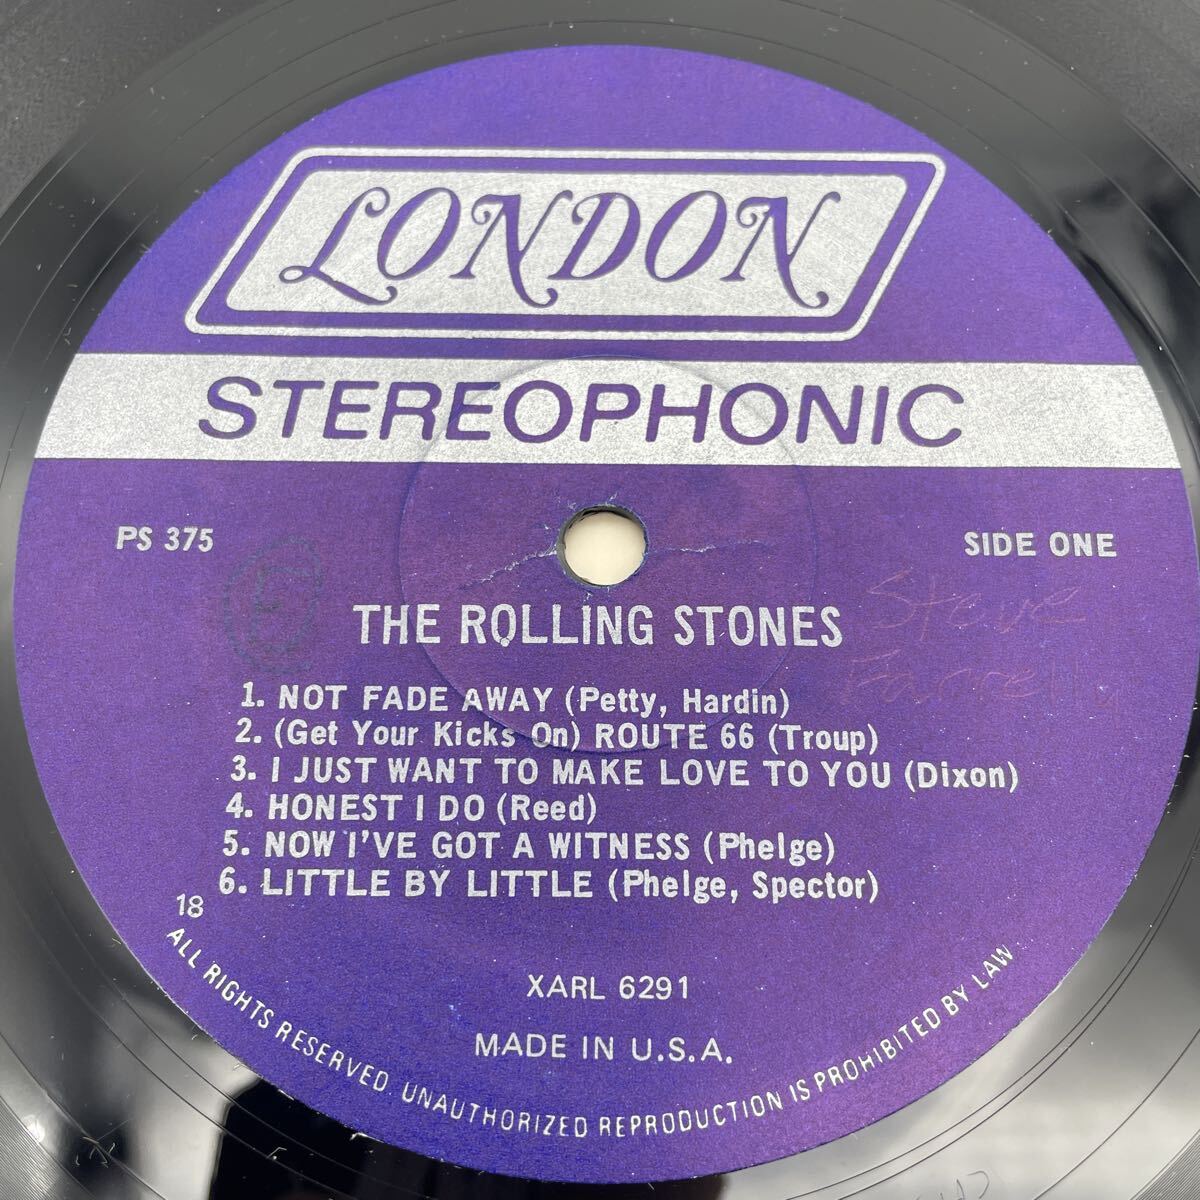 LONDON
STEREOPHONIC
PS 375
SIDE ONE
E
Steve
THE ROLLING STONES
1. NOT FADE AWAY (Petty, Hardin)
2. (Get Your Kicks On) ROUTE 66 (Troup)
3. I JUST WANT TO MAKE LOVE TO YOU (Dixon)
4. HONEST I DO (Reed)
5. NOW I'VE GOT A WITNESS (Phelge)
6. LITTLE BY LITTLE (Phelge, Spector)
18
XARL 6291
MADE IN U.S.A.
ALL RIGHTS RESERVED. UNAUTHORIZED REPRODUCTION IS PROHIBITED BY LAW